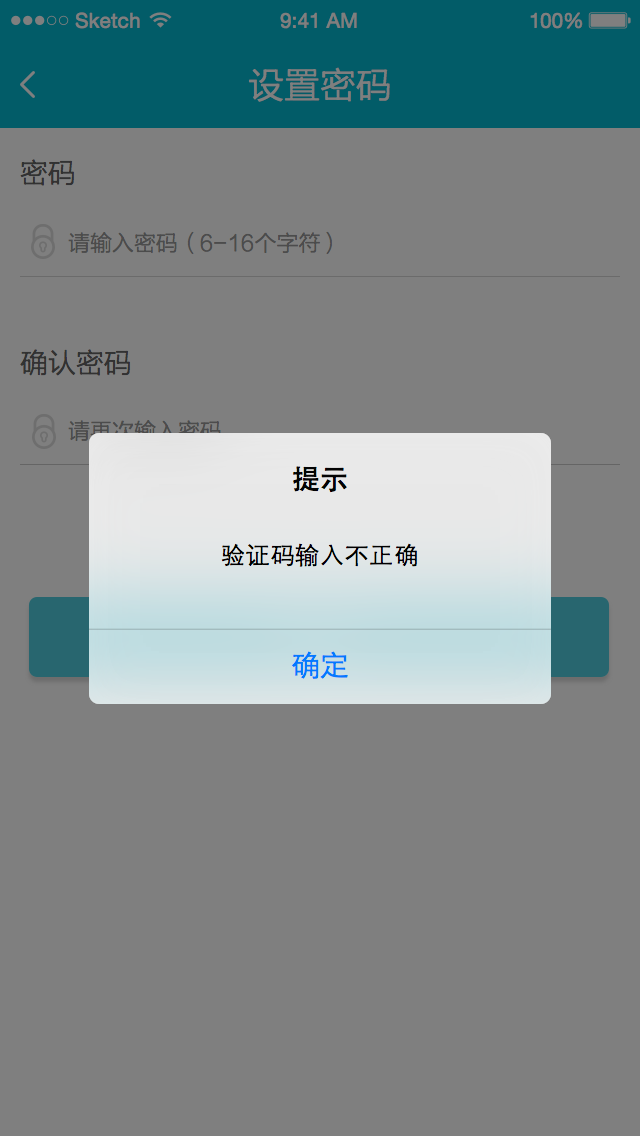 Sketch 9:41 AM 100%
设置密码
密码
请输入密码（6-16个字符）
确认密码
请再次输入密码
提示
验证码输入不正确
确定